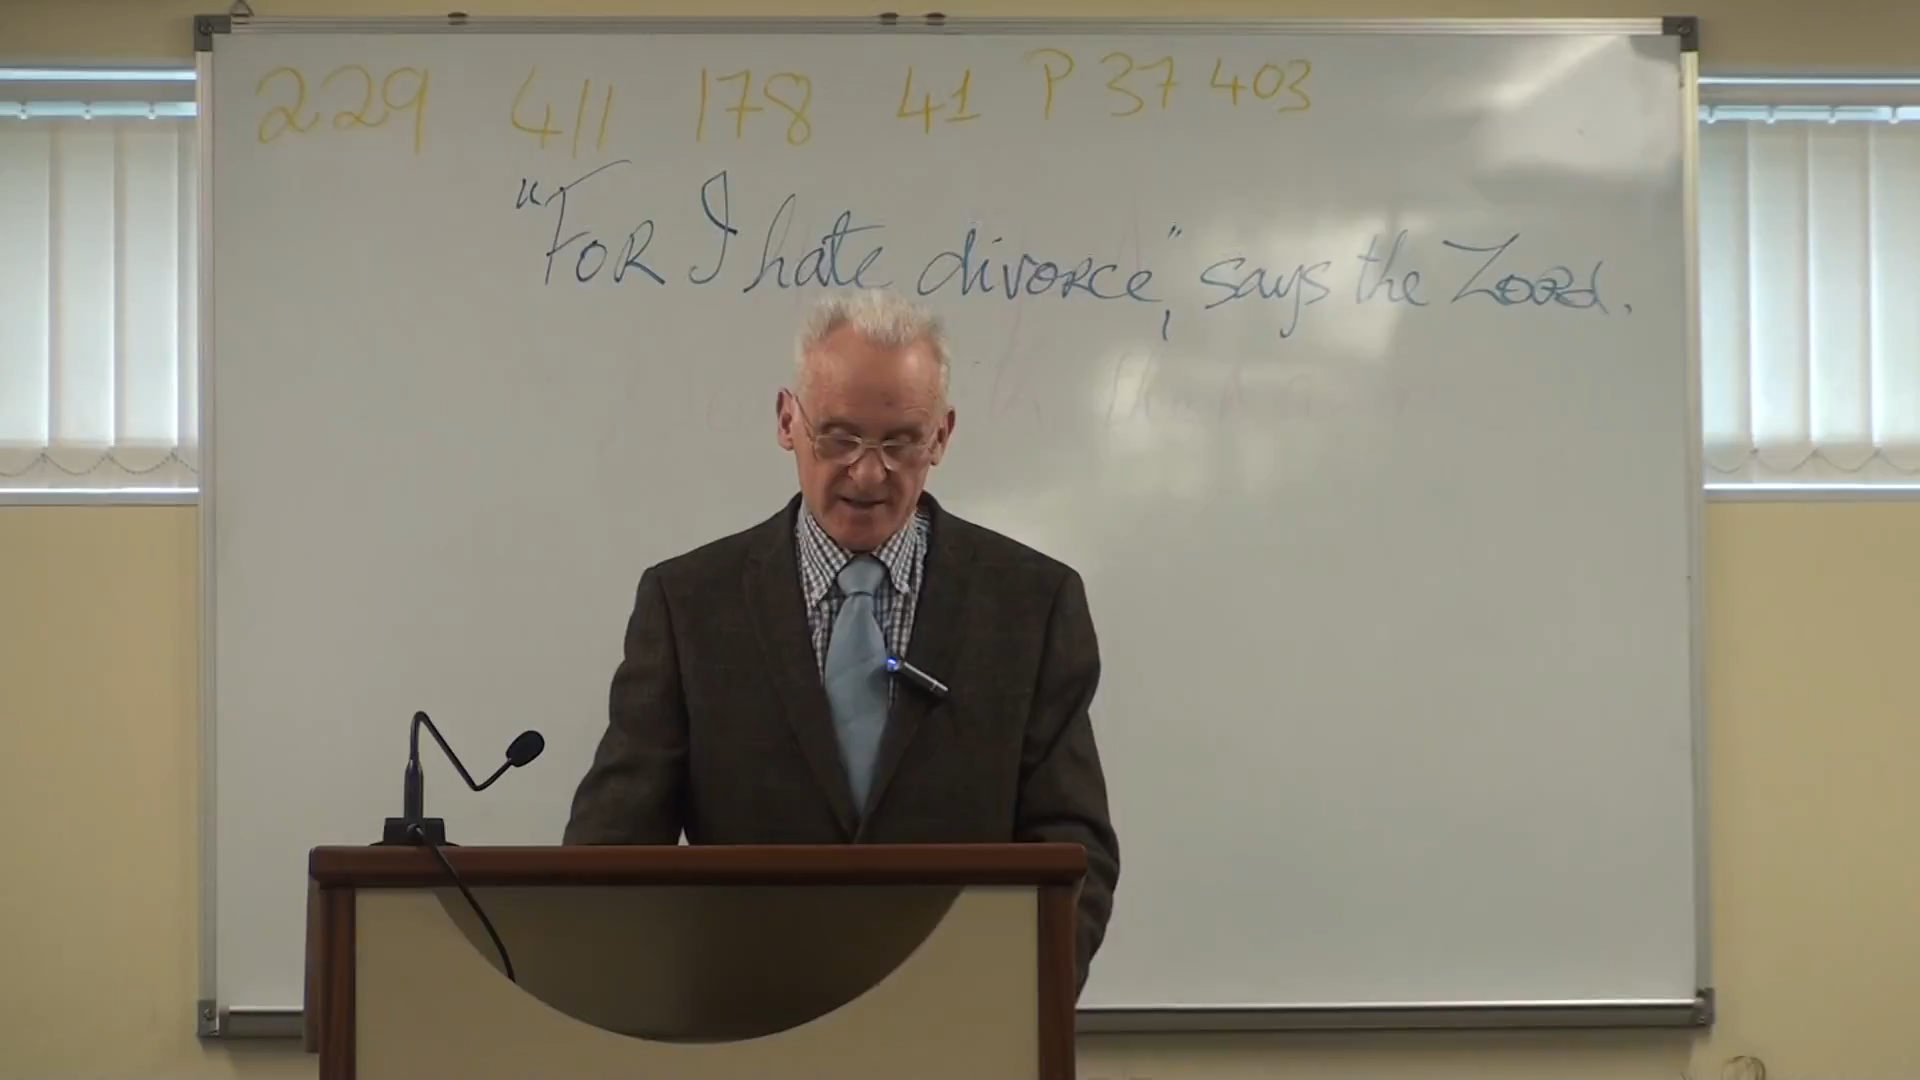 229 411 178 41 P 37 403
"FOR I hate divorce," says the Lord.